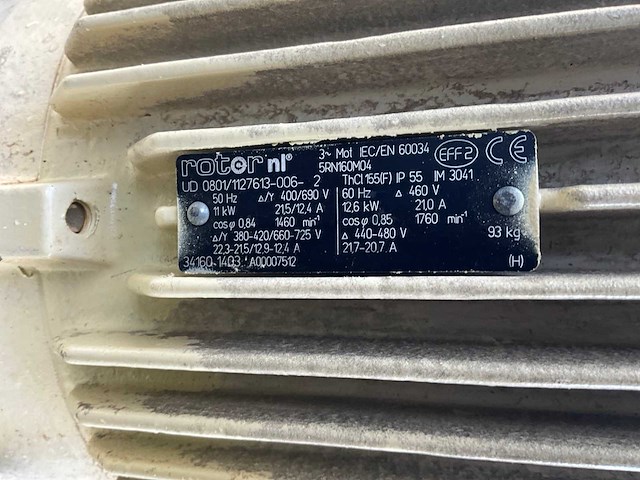 rotor nl® 3~ Mot IEC/EN 60034 EFF2 CE
5RN160M04
UD 0801/1127613-006- 2 ThCl 155(F) IP 55 IM 3041
50 Hz Δ/Y 400/690 V 60 Hz Δ 460 V
11 kW 21,5/12,4 A 12,6 kW 21,0 A
cosφ 0,84 1460 min⁻¹ cosφ 0,85 1760 min⁻¹ 93 kg
Δ/Y 380-420/660-725 V Δ 440-480 V
22,3-21,5/12,9-12,4 A 21,7-20,7 A
34160-1403 A00007512 (H)